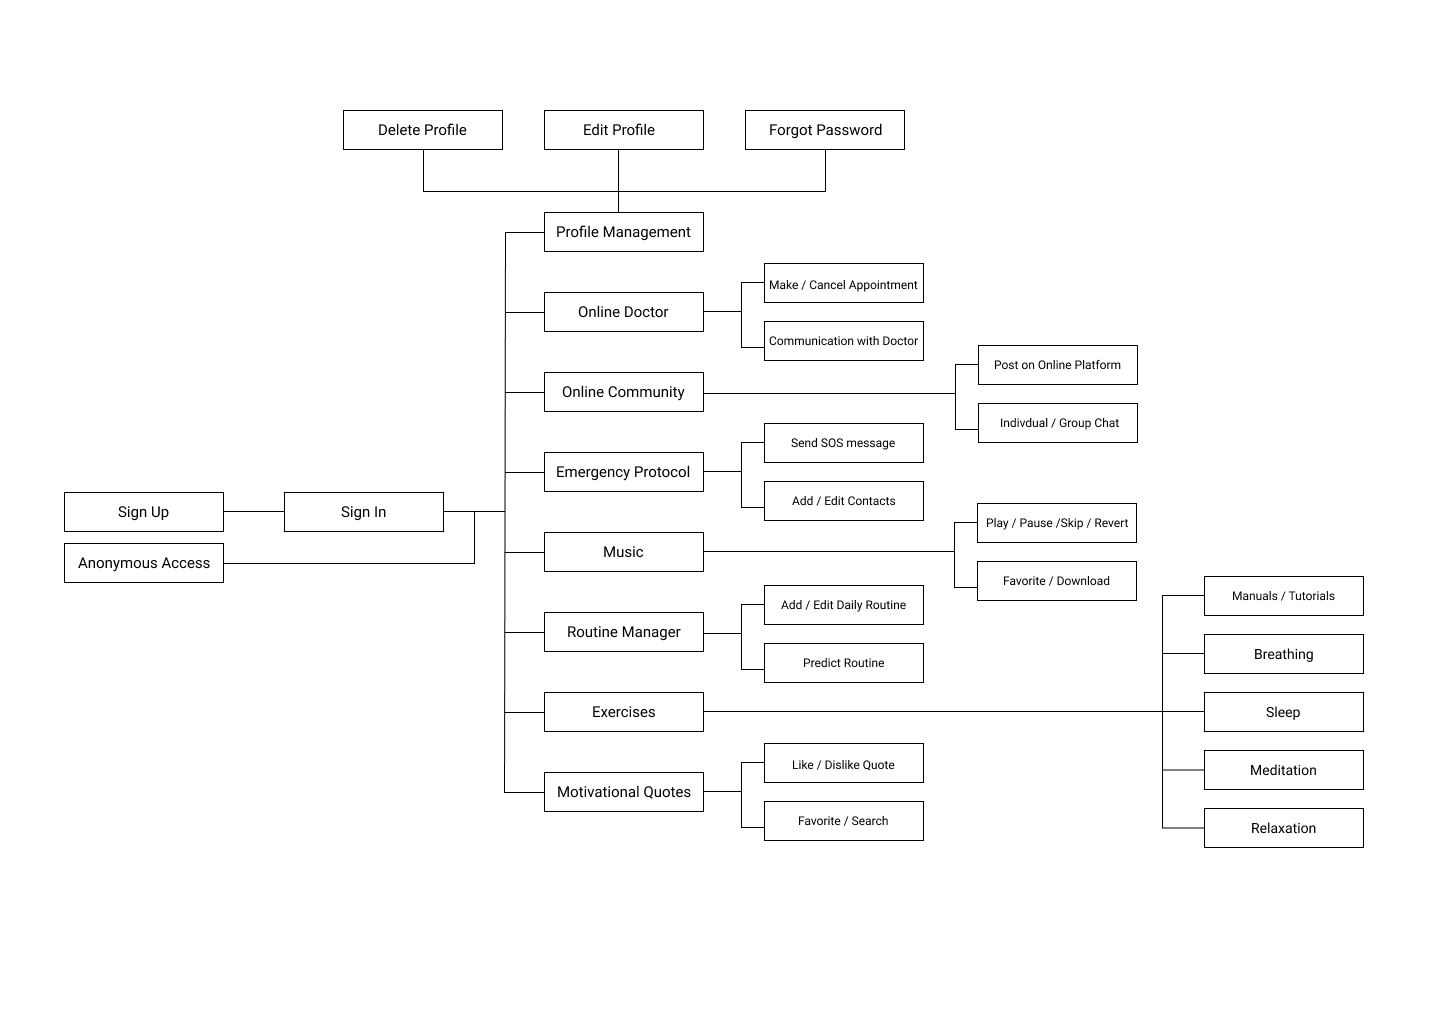 Delete Profile
Edit Profile
Forgot Password
Profile Management
Make / Cancel Appointment
Online Doctor
Communication with Doctor
Post on Online Platform
Online Community
Indivdual / Group Chat
Send SOS message
Emergency Protocol
Add / Edit Contacts
Sign Up
Sign In
Play / Pause /Skip / Revert
Music
Anonymous Access
Favorite / Download
Manuals / Tutorials
Add / Edit Daily Routine
Routine Manager
Breathing
Predict Routine
Exercises
Sleep
Like / Dislike Quote
Meditation
Motivational Quotes
Favorite / Search
Relaxation